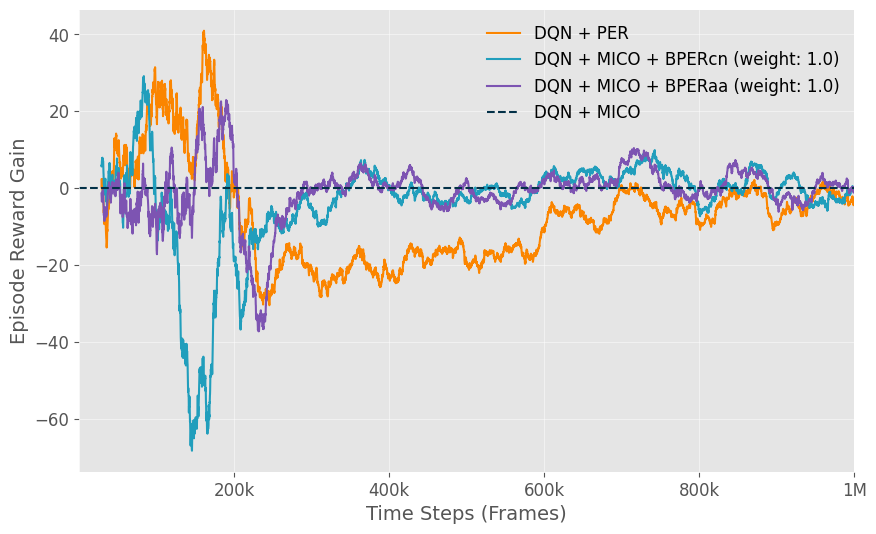 DQN + PER
DQN + MICO + BPERcn (weight: 1.0)
DQN + MICO + BPERaa (weight: 1.0)
DQN + MICO
Episode Reward Gain
40
20
0
−20
−40
−60
200k 400k 600k 800k 1M
Time Steps (Frames)